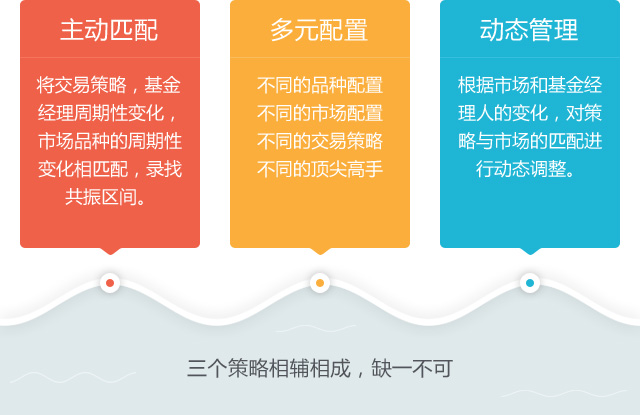 主动匹配
将交易策略，基金
经理周期性变化，
市场品种的周期性
变化相匹配，录找
共振区间。
多元配置
不同的品种配置
不同的市场配置
不同的交易策略
不同的顶尖高手
动态管理
根据市场和基金经
理人的变化，对策
略与市场的匹配进
行动态调整。
三个策略相辅相成，缺一不可